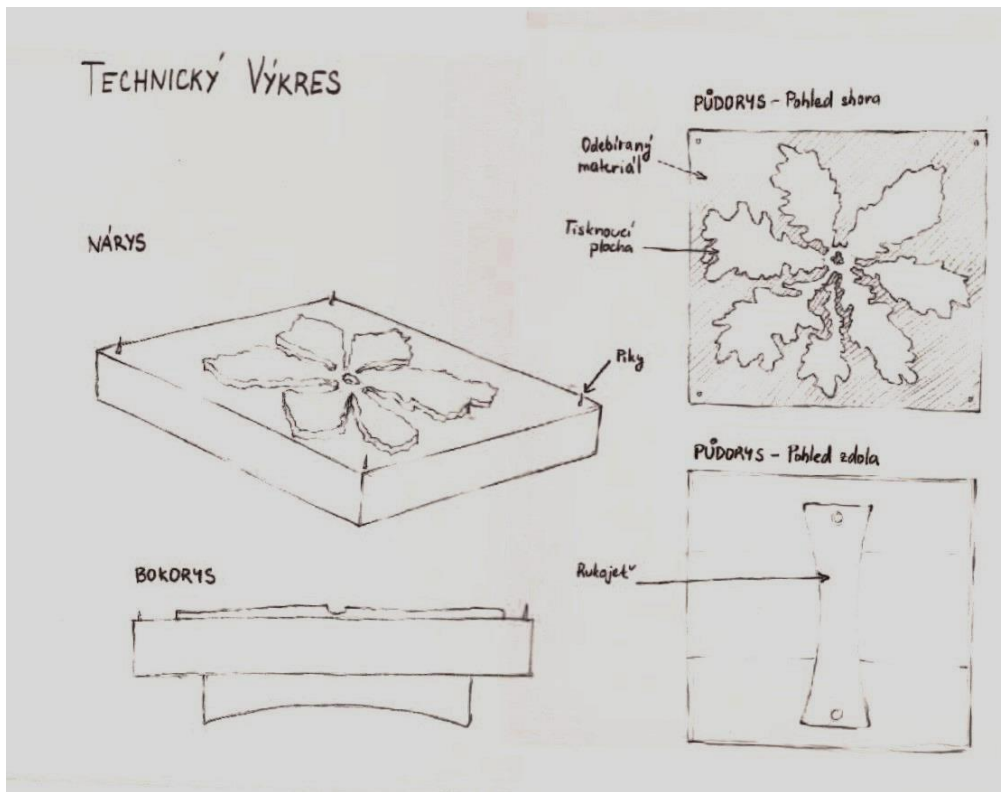 TECHNICKÝ VÝKRES
PŮDORYS - Pohled shora
Odebíraný
materiál
Tisknoucí
plocha
NÁRYS
Piky
PŮDORYS - Pohled zdola
BOKORYS
Rukojeť